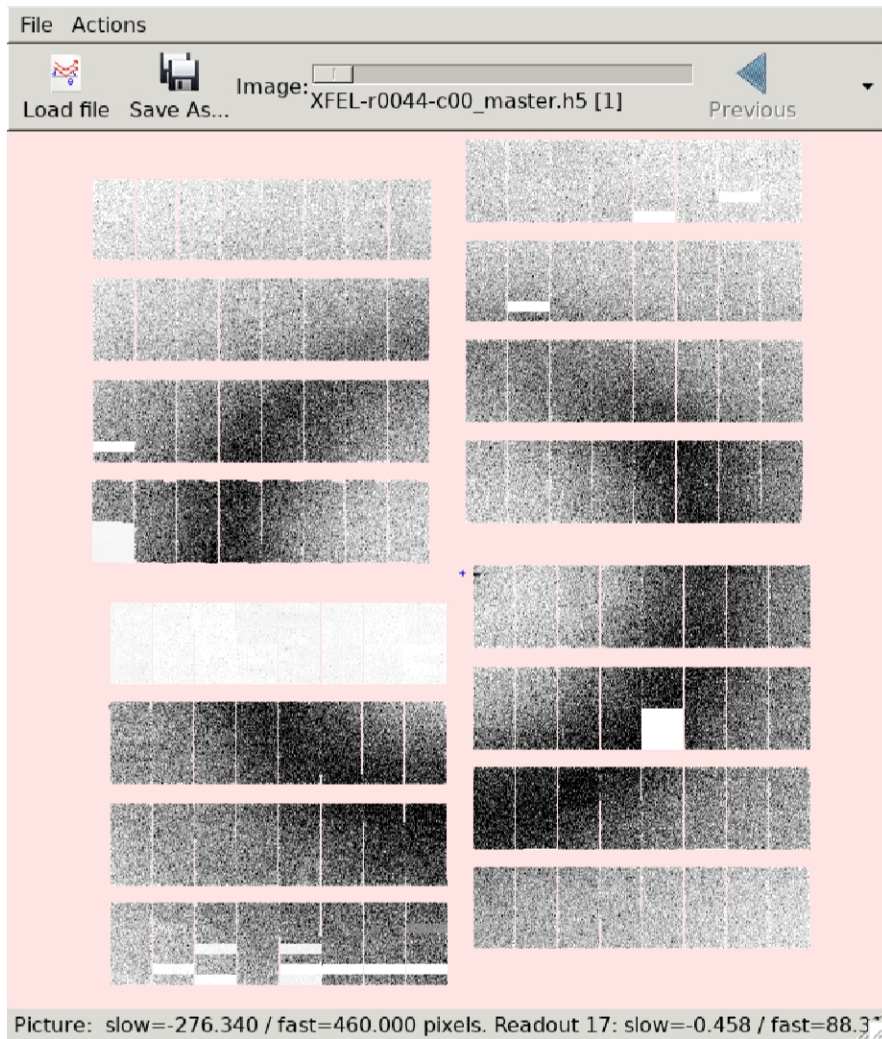 File Actions
Load file Save As... Image: XFEL-r0044-c00_master.h5 [1] Previous
Picture: slow=-276.340 / fast=460.000 pixels. Readout 17: slow=-0.458 / fast=88.3